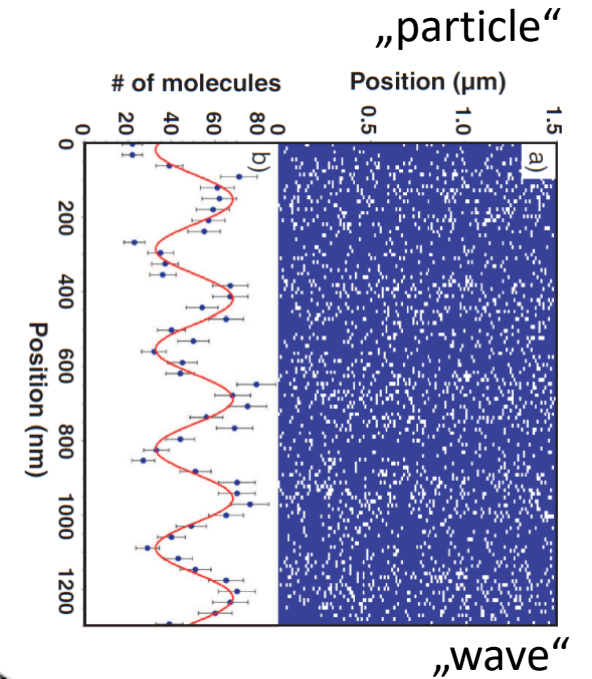 „particle“
# of molecules
Position (µm)
0 20 40 60 80
0 0.5 1.0 1.5
b)
a)
0 200 400 600 800 1000 1200
Position (nm)
„wave“